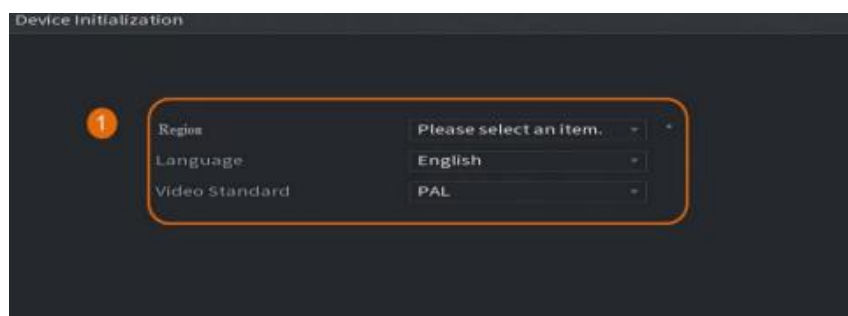 Device Initialization
1
Region Please select an item. *
Language English
Video Standard PAL